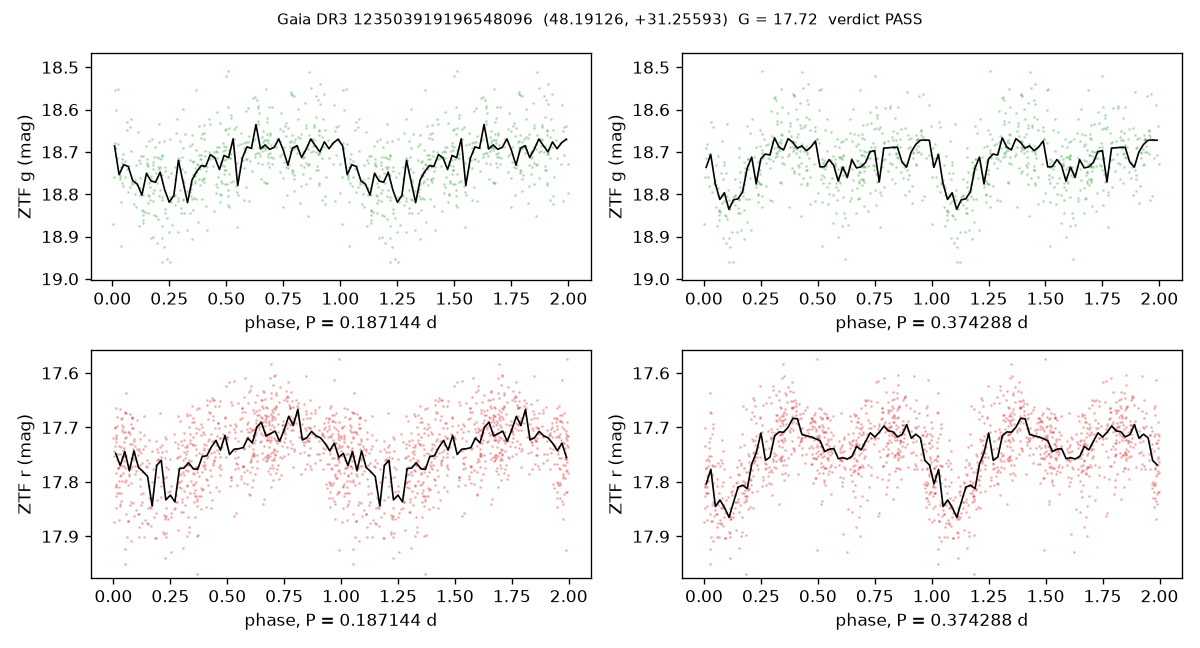 Gaia DR3 123503919196548096  (48.19126, +31.25593)  G = 17.72  verdict PASS
ZTF g (mag)
18.5
18.6
18.7
18.8
18.9
19.0
0.00 0.25 0.50 0.75 1.00 1.25 1.50 1.75 2.00
phase, P = 0.187144 d
ZTF g (mag)
18.5
18.6
18.7
18.8
18.9
19.0
0.00 0.25 0.50 0.75 1.00 1.25 1.50 1.75 2.00
phase, P = 0.374288 d
ZTF r (mag)
17.6
17.7
17.8
17.9
0.00 0.25 0.50 0.75 1.00 1.25 1.50 1.75 2.00
phase, P = 0.187144 d
ZTF r (mag)
17.6
17.7
17.8
17.9
0.00 0.25 0.50 0.75 1.00 1.25 1.50 1.75 2.00
phase, P = 0.374288 d